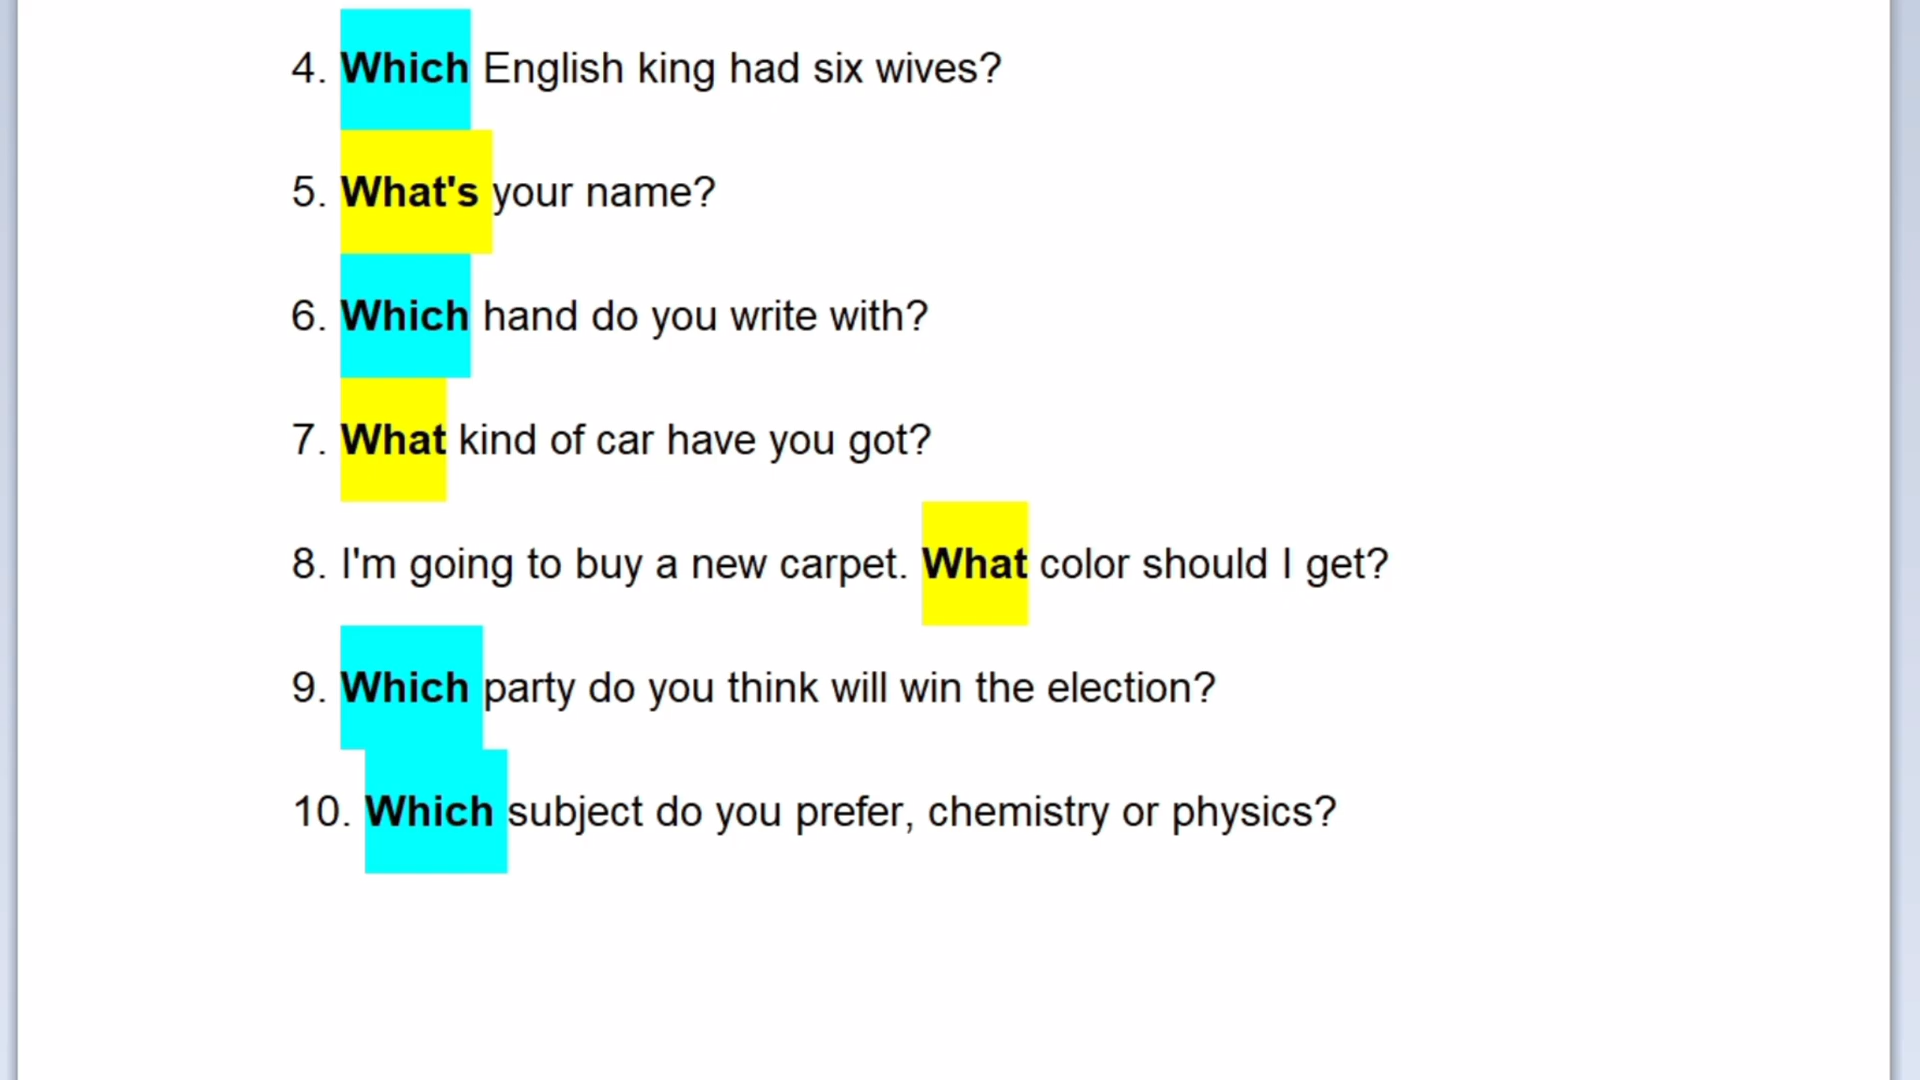 4. Which English king had six wives?
5. What's your name?
6. Which hand do you write with?
7. What kind of car have you got?
8. I'm going to buy a new carpet. What color should I get?
9. Which party do you think will win the election?
10. Which subject do you prefer, chemistry or physics?